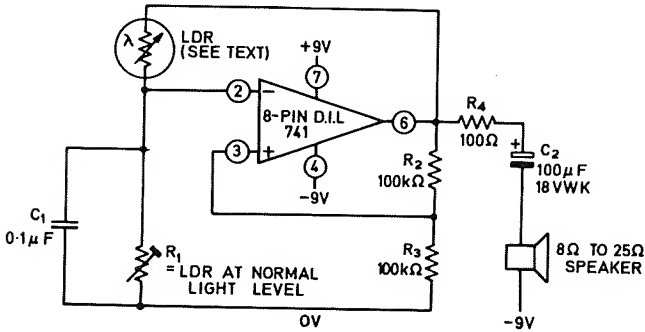 λ
LDR
(SEE TEXT)
+9V
7
2
−
8-PIN D.I.L
741
6
3
+
4
-9V
R4
100Ω
+
C2
100μF
18VWK
R2
100kΩ
C1
0·1μF
R1
= LDR AT NORMAL
LIGHT LEVEL
R3
100kΩ
8Ω TO 25Ω
SPEAKER
0V
-9V